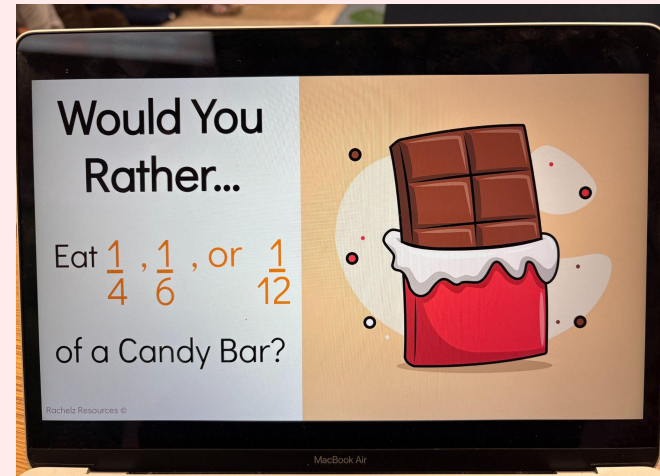 Would You
Rather...
Eat 1/4, 1/6, or 1/12
of a Candy Bar?
Rachelz Resources ©
MacBook Air